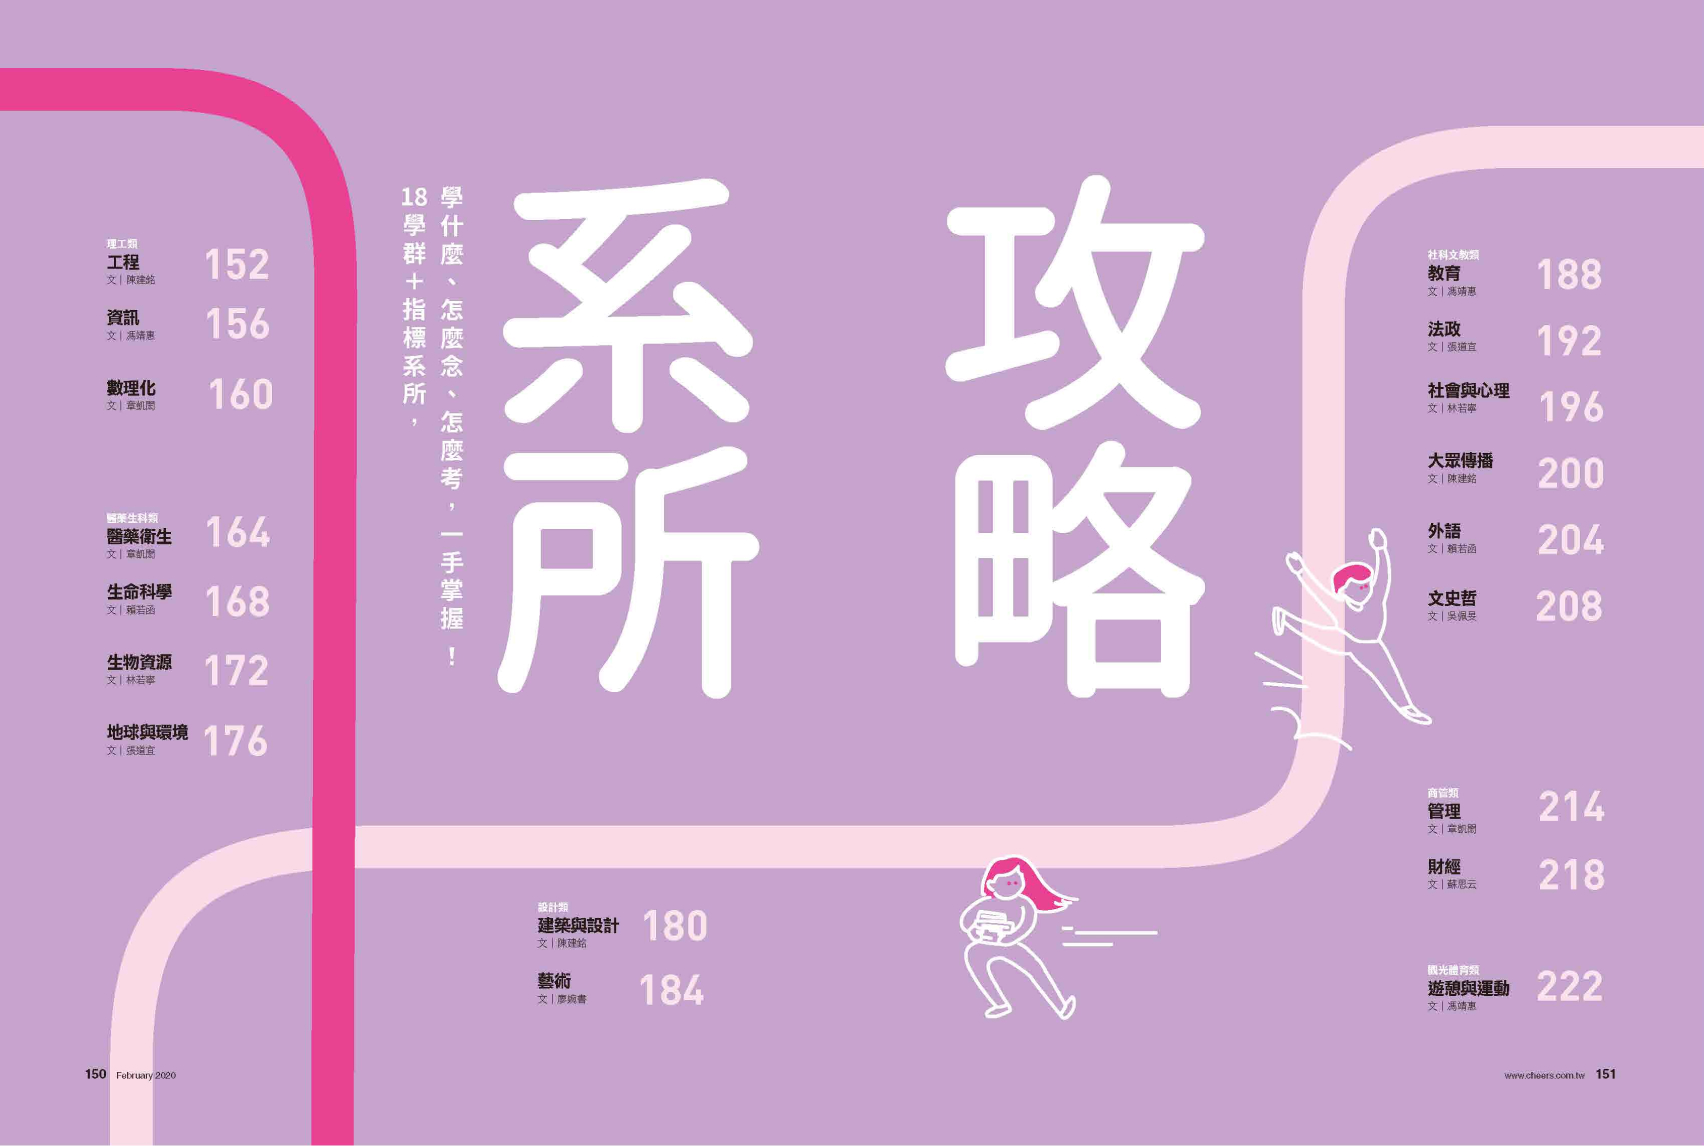 系所
攻略
18學群＋指標系所，
學什麼、怎麼念、怎麼考，一手掌握！
理工類
工程 152
文｜陳建銘
資訊 156
文｜馮靖惠
數理化 160
文｜章凱閎
醫藥生科類
醫藥衛生 164
文｜章凱閎
生命科學 168
文｜賴若函
生物資源 172
文｜林若寧
地球與環境 176
文｜張道宜
設計類
建築與設計 180
文｜陳建銘
藝術 184
文｜廖婉書
社科文教類
教育 188
文｜馮靖惠
法政 192
文｜張道宜
社會與心理 196
文｜林若寧
大眾傳播 200
文｜陳建銘
外語 204
文｜賴若函
文史哲 208
文｜吳佩旻
商管類
管理 214
文｜章凱閎
財經 218
文｜蘇思云
觀光體育類
遊憩與運動 222
文｜馮靖惠
150 February 2020
www.cheers.com.tw 151